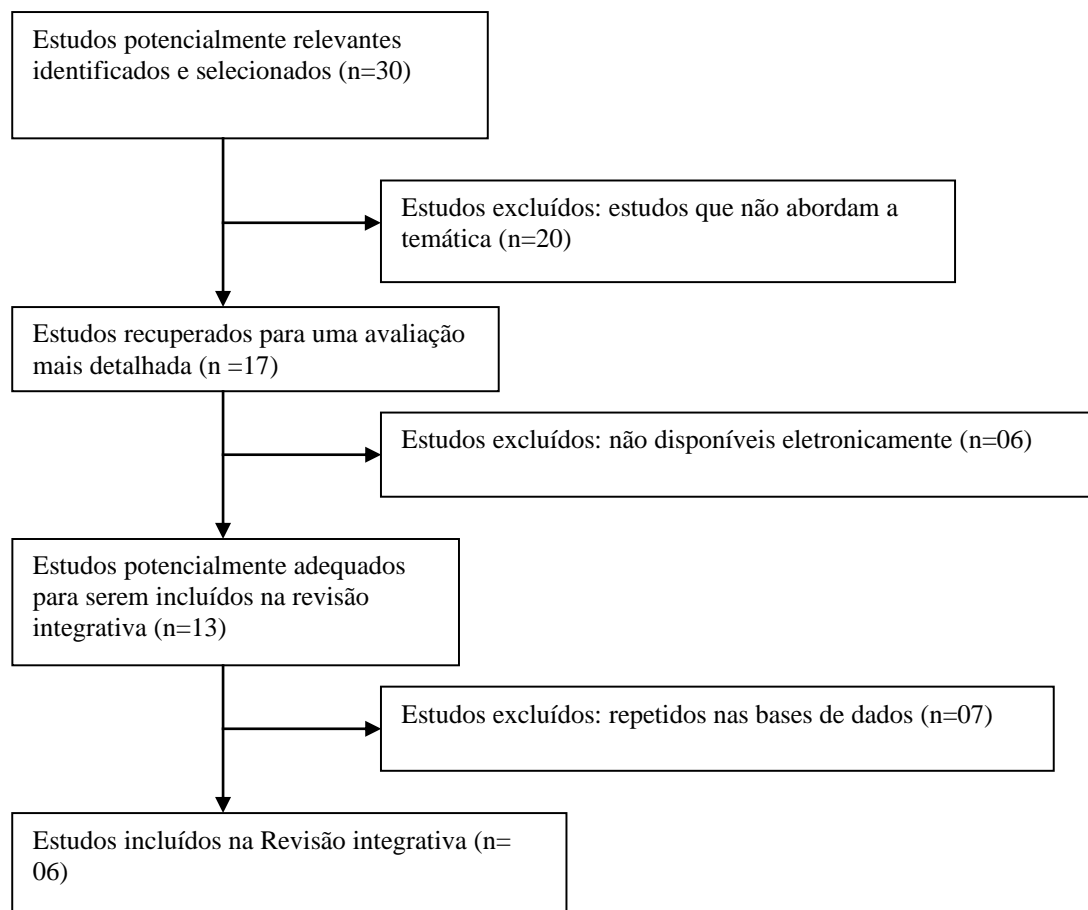 Estudos potencialmente relevantes
identificados e selecionados (n=30)
Estudos excluídos: estudos que não abordam a
temática (n=20)
Estudos recuperados para uma avaliação
mais detalhada (n =17)
Estudos excluídos: não disponíveis eletronicamente (n=06)
Estudos potencialmente adequados
para serem incluídos na revisão
integrativa (n=13)
Estudos excluídos: repetidos nas bases de dados (n=07)
Estudos incluídos na Revisão integrativa (n=
06)